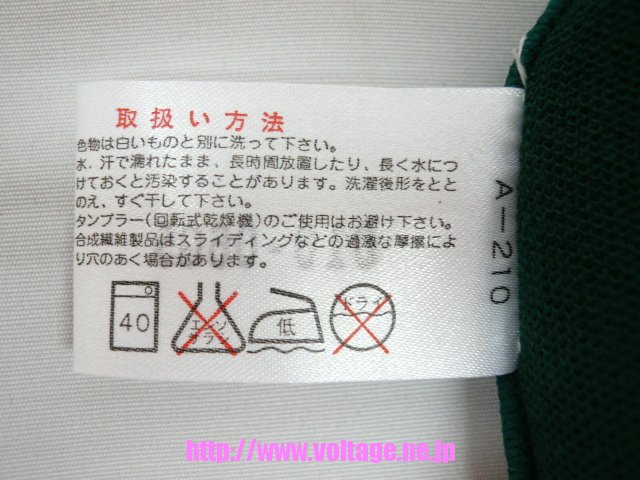 取扱い方法
色物は白いものと別に洗って下さい。
水、汗で濡れたまま、長時間放置したり、長く水につ
けておくと汚染することがあります。洗濯後形をとと
のえ、すぐ干して下さい。
タンブラー(回転式乾燥機)のご使用はお避け下さい。
合成繊維製品はスライディングなどの過激な摩擦によ
り穴のあく場合があります。
40
エンソ
サラシ
低
ドライ
A-210
http://www.voltage.ne.jp